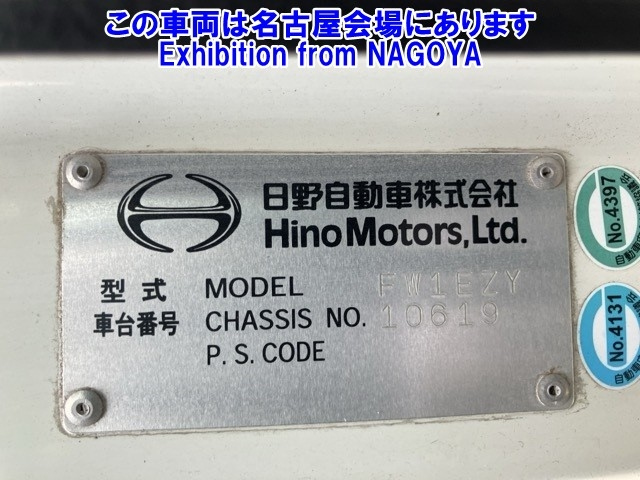 この車両は名古屋会場にあります
Exhibition from NAGOYA
日野自動車株式会社
Hino Motors, Ltd.
型式 MODEL FW1EZY
車台番号 CHASSIS NO. 10619
P. S. CODE
No.4397
No.4131